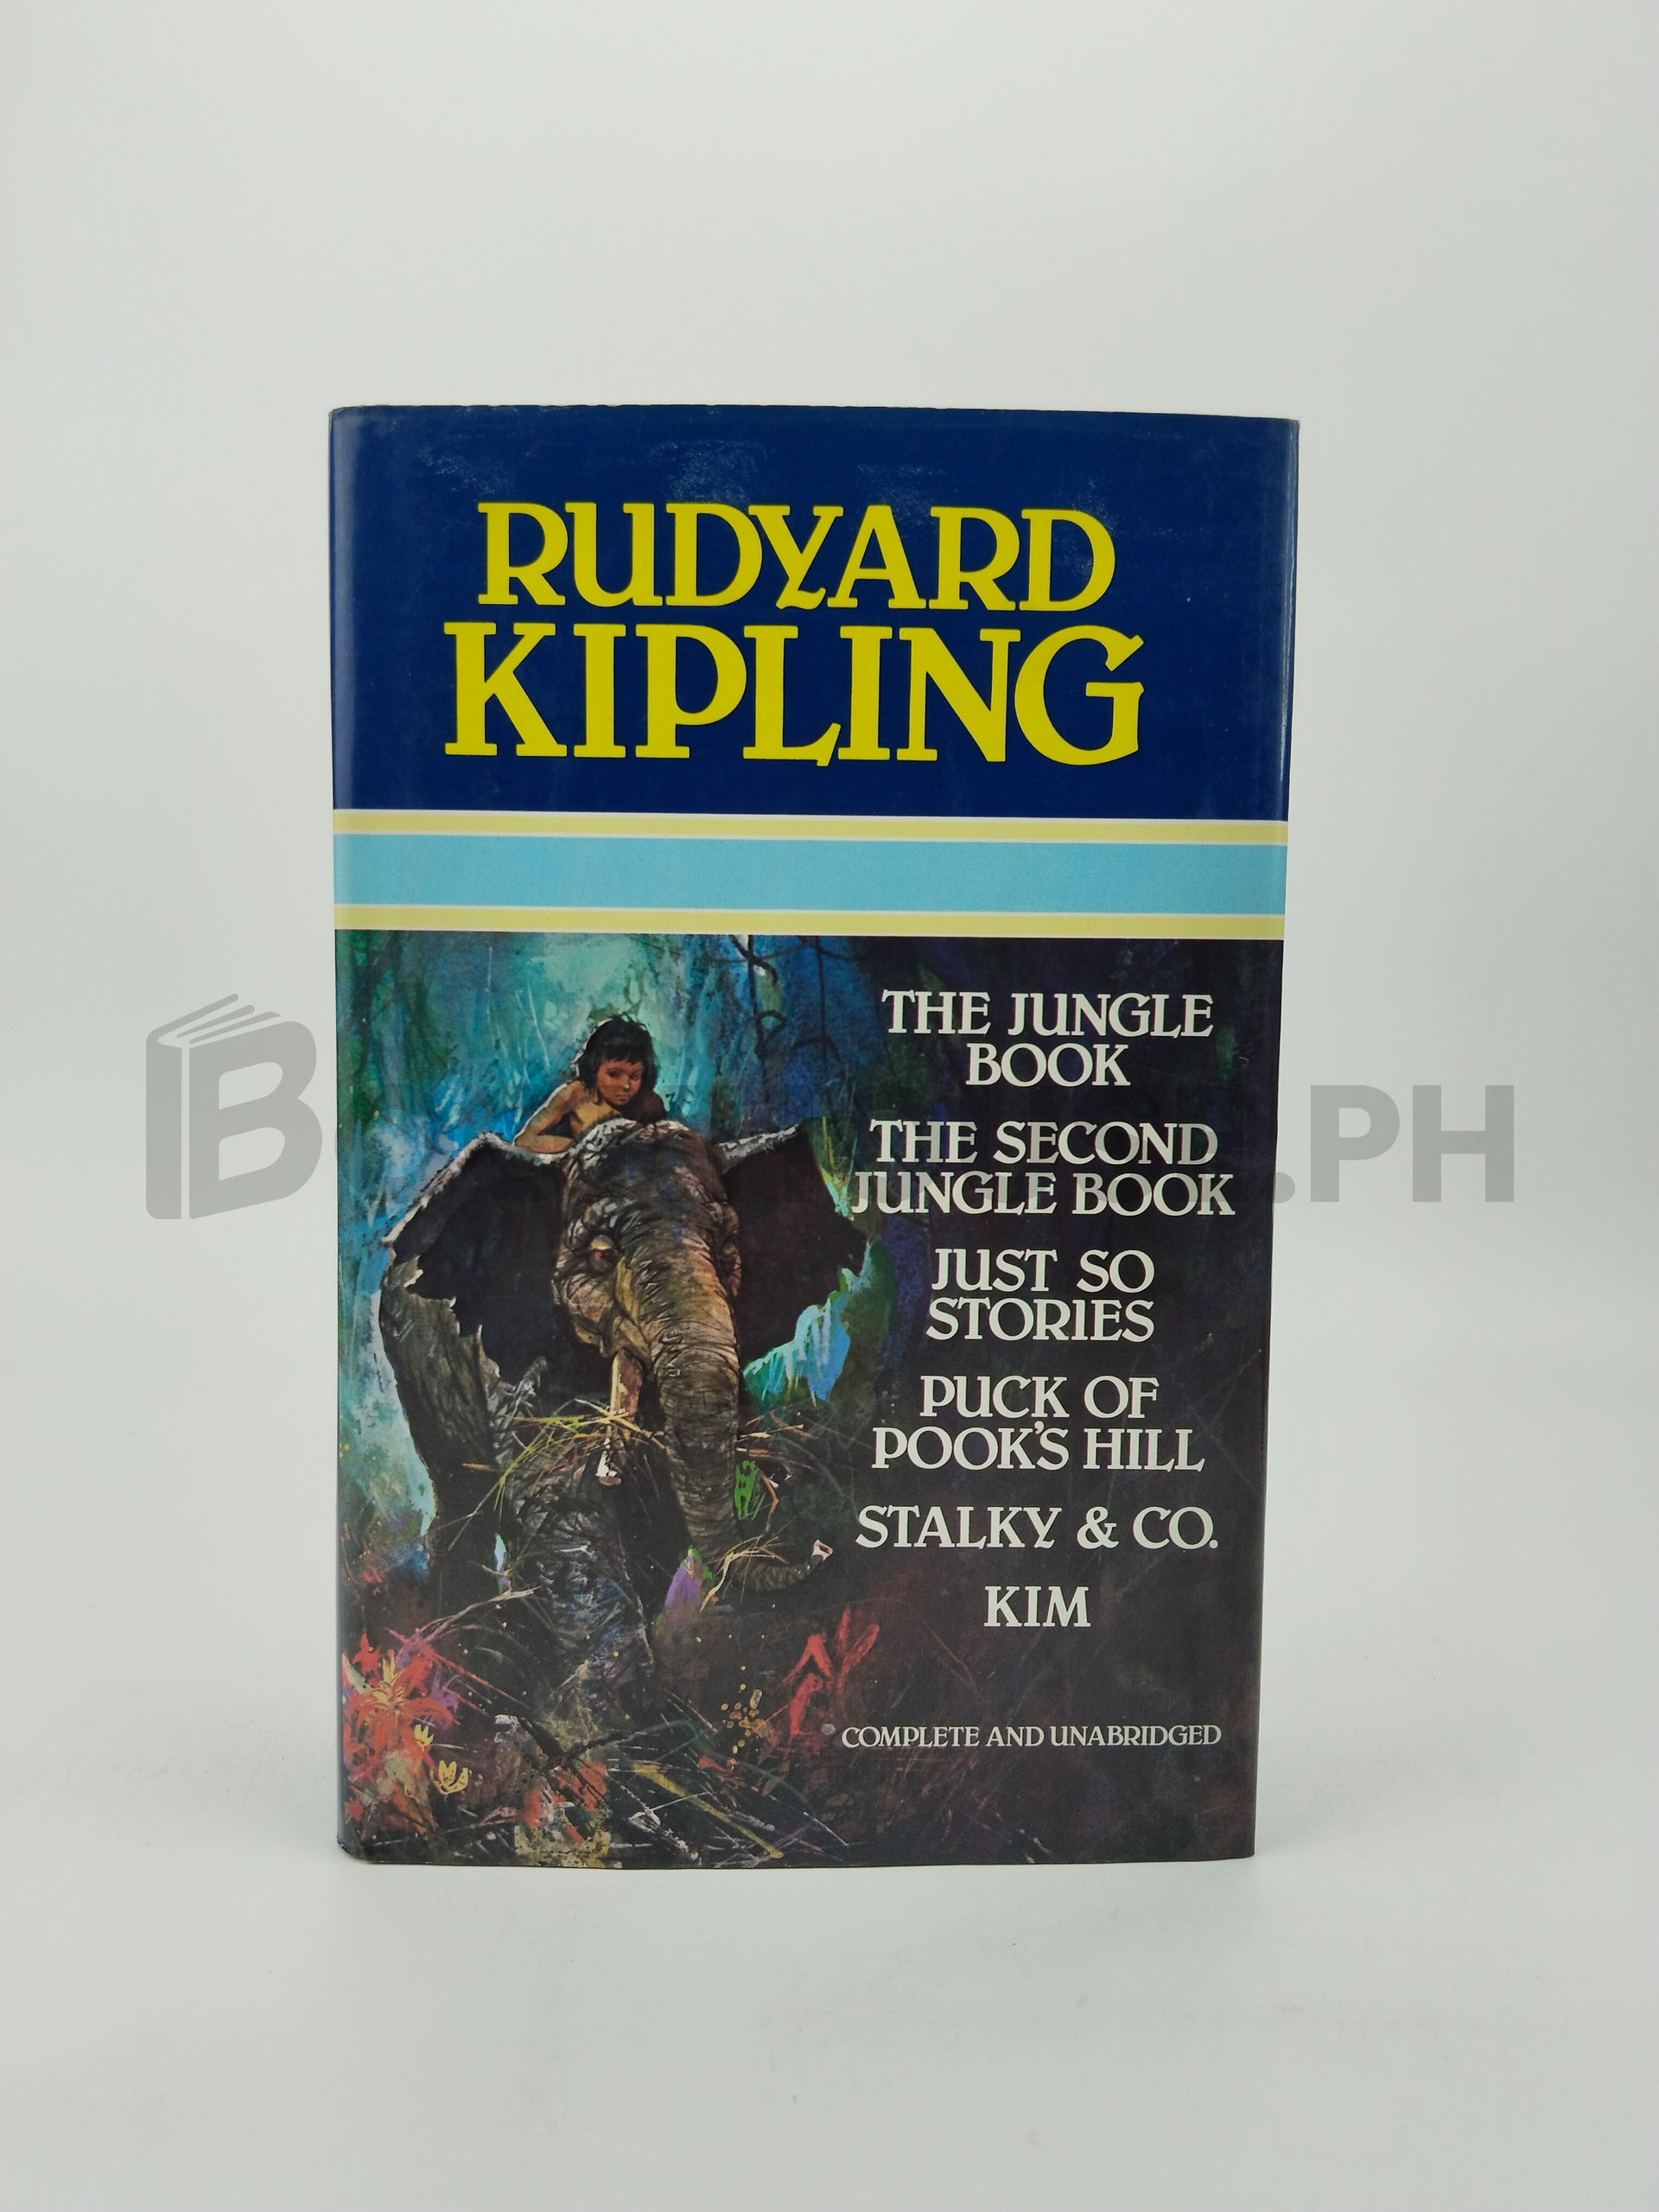 RUDYARD
KIPLING
THE JUNGLE
BOOK
THE SECOND
JUNGLE BOOK
JUST SO
STORIES
PUCK OF
POOK'S HILL
STALKY & CO.
KIM
COMPLETE AND UNABRIDGED